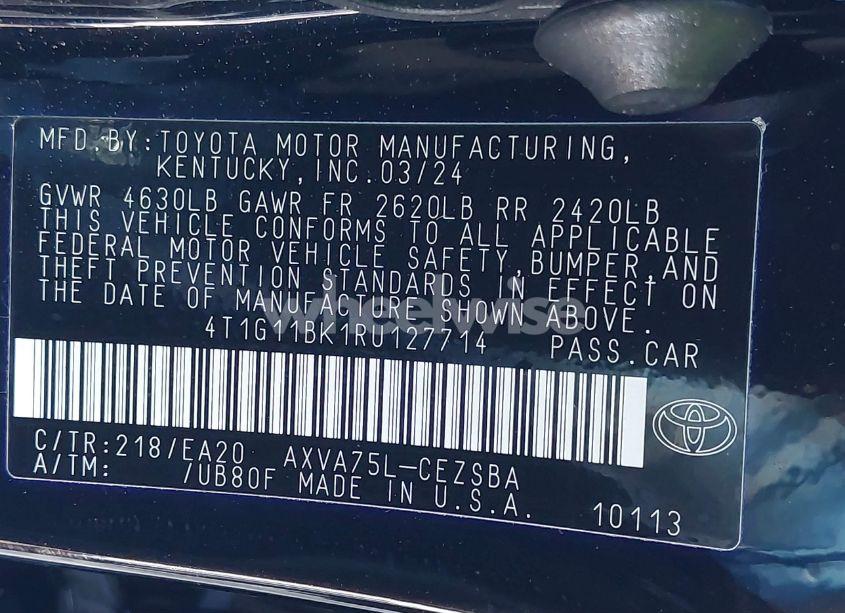 MFD.BY:TOYOTA MOTOR MANUFACTURING,
KENTUCKY,INC.03/24
GVWR 4630LB GAWR FR 2620LB RR 2420LB
THIS VEHICLE CONFORMS TO ALL APPLICABLE
FEDERAL MOTOR VEHICLE SAFETY,BUMPER,AND
THEFT PREVENTION STANDARDS IN EFFECT ON
THE DATE OF MANUFACTURE SHOWN ABOVE.
wheelwise
4T1G11BK1RU127714 PASS.CAR
C/TR:218/EA20 AXVA75L-CEZSBA
A/TM: /UB80F MADE IN U.S.A.
10113